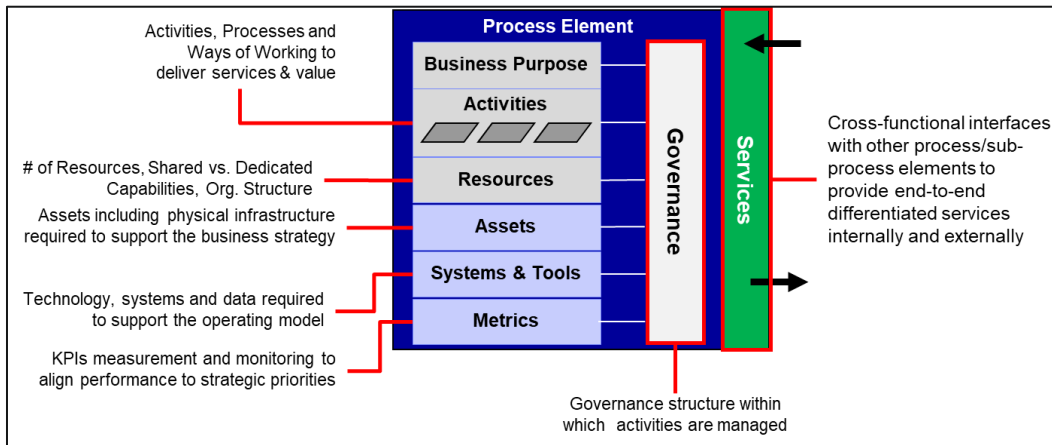 Activities, Processes and
Ways of Working to
deliver services & value
# of Resources, Shared vs. Dedicated
Capabilities, Org. Structure
Assets including physical infrastructure
required to support the business strategy
Technology, systems and data required
to support the operating model
KPIs measurement and monitoring to
align performance to strategic priorities
Process Element
Business Purpose
Activities
Resources
Assets
Systems & Tools
Metrics
Governance
Services
Cross-functional interfaces
with other process/sub-
process elements to
provide end-to-end
differentiated services
internally and externally
Governance structure within
which activities are managed